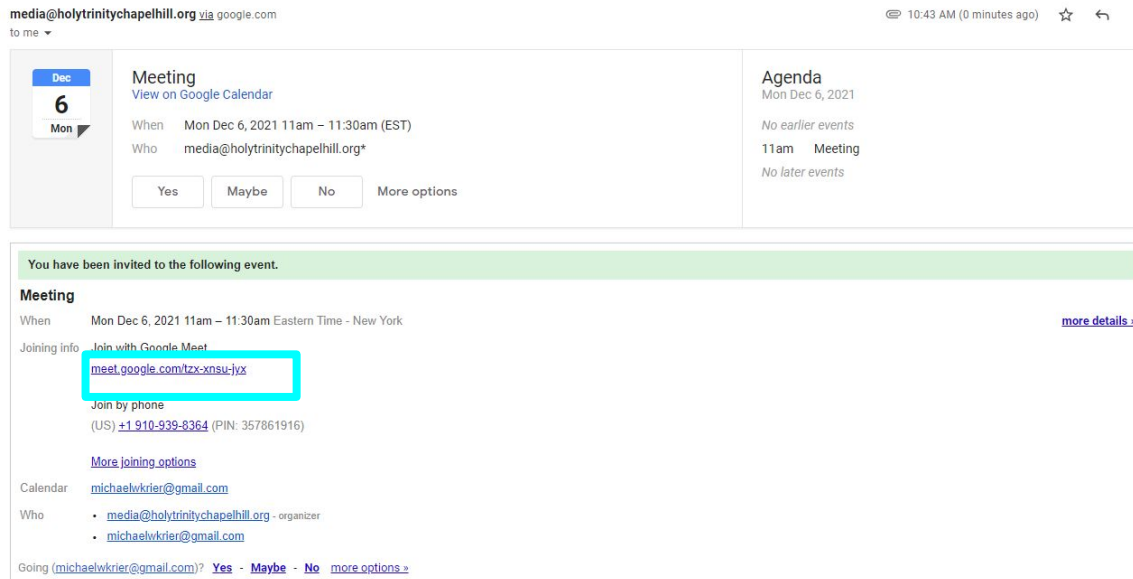 media@holytrinitychapelhill.org via google.com
10:43 AM (0 minutes ago)
to me
Dec
6
Mon
Meeting
View on Google Calendar
When Mon Dec 6, 2021 11am – 11:30am (EST)
Who media@holytrinitychapelhill.org*
Yes Maybe No More options
Agenda
Mon Dec 6, 2021
No earlier events
11am Meeting
No later events
You have been invited to the following event.
Meeting
When Mon Dec 6, 2021 11am – 11:30am Eastern Time - New York
more details »
Joining info Join with Google Meet
meet.google.com/tzx-xnsu-jyx
Join by phone
(US) +1 910-939-8364 (PIN: 357861916)
More joining options
Calendar michaelwkrier@gmail.com
Who • media@holytrinitychapelhill.org - organizer
• michaelwkrier@gmail.com
Going (michaelwkrier@gmail.com)? Yes - Maybe - No more options »